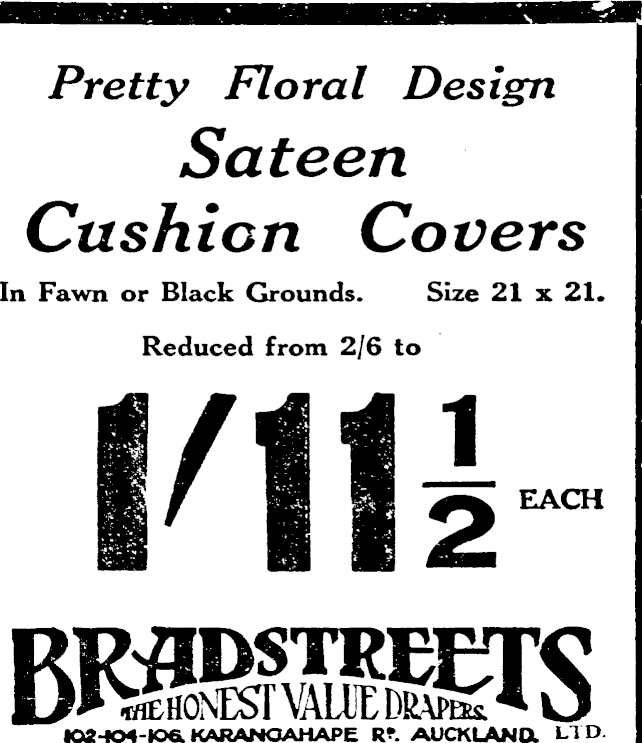 Pretty Floral Design
Sateen
Cushion Covers
In Fawn or Black Grounds. Size 21 x 21.
Reduced from 2/6 to
1/11 1/2 EACH
BRADSTREETS
THE HONEST VALUE DRAPERS.
102-104-106 KARANGAHAPE RD. AUCKLAND. LTD.